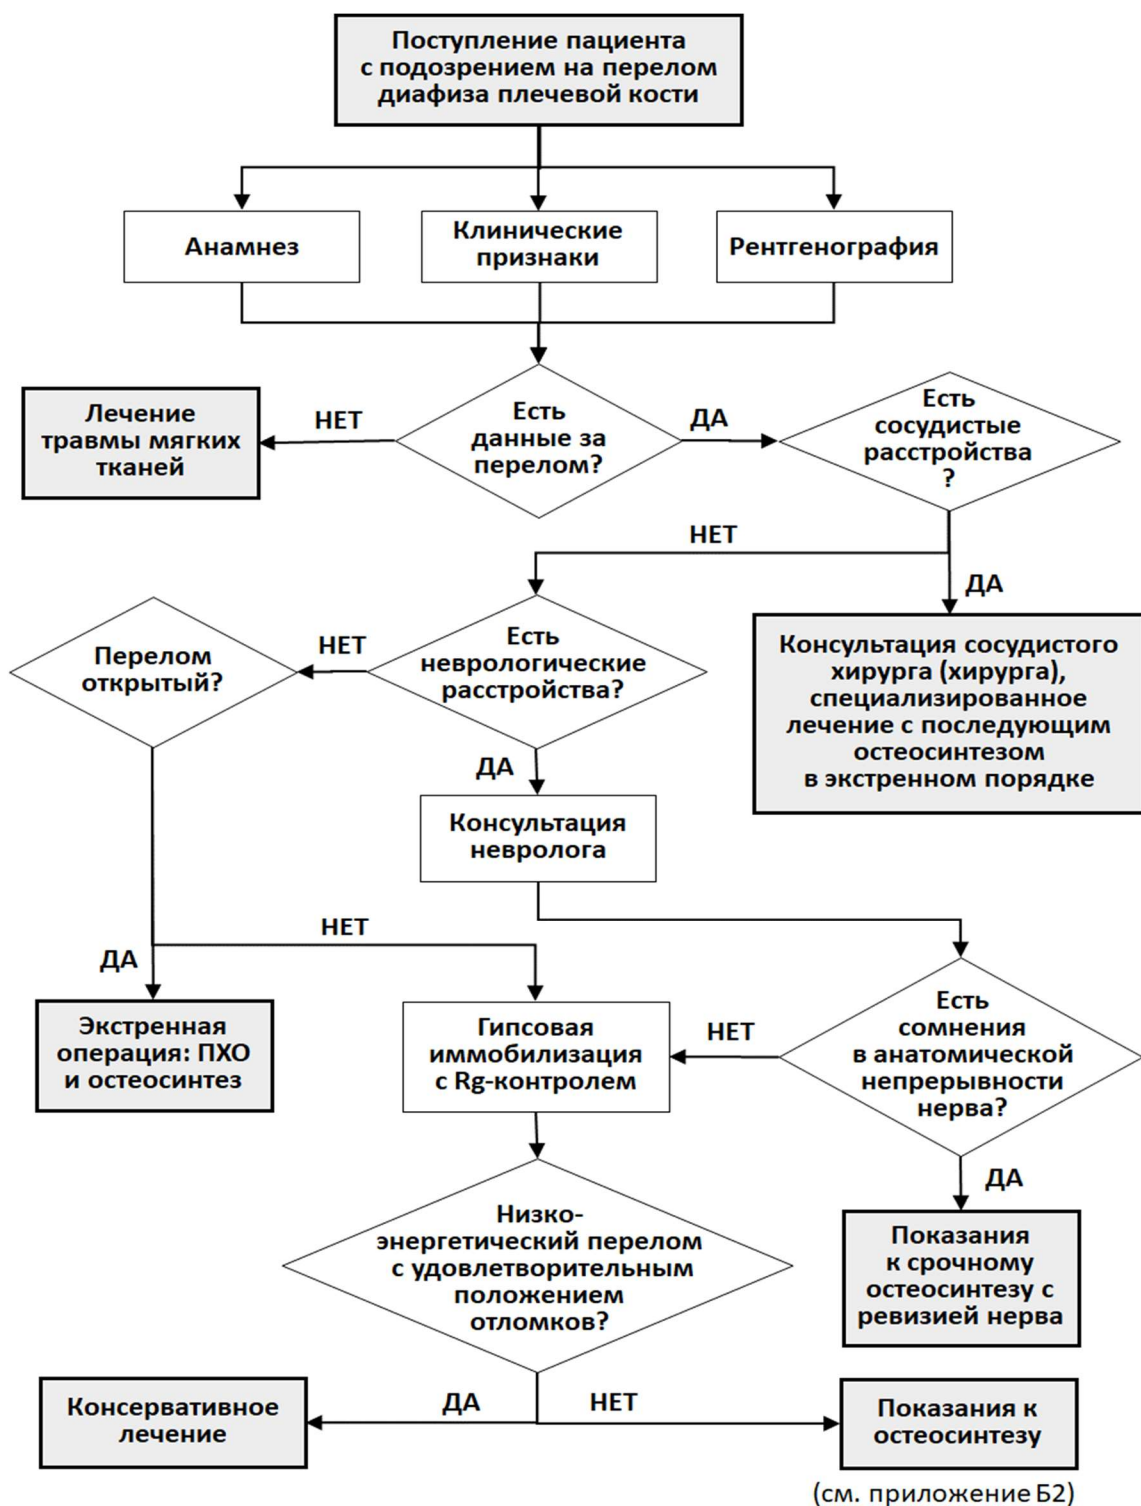 Поступление пациента
с подозрением на перелом
диафиза плечевой кости
Анамнез
Клинические
признаки
Рентгенография
Лечение
травмы мягких
тканей
НЕТ
Есть
данные за
перелом?
ДА
Есть
сосудистые
расстройства
?
НЕТ
ДА
Перелом
открытый?
НЕТ
Есть
неврологические
расстройства?
Консультация сосудистого
хирурга (хирурга),
специализированное
лечение с последующим
остеосинтезом
в экстренном порядке
ДА
Консультация
невролога
НЕТ
ДА
Экстренная
операция: ПХО
и остеосинтез
Гипсовая
иммобилизация
с Rg-контролем
НЕТ
Есть
сомнения
в анатомической
непрерывности
нерва?
ДА
Низко-
энергетический перелом
с удовлетворительным
положением
отломков?
Показания
к срочному
остеосинтезу с
ревизией нерва
Консервативное
лечение
ДА
НЕТ
Показания к
остеосинтезу
(см. приложение Б2)